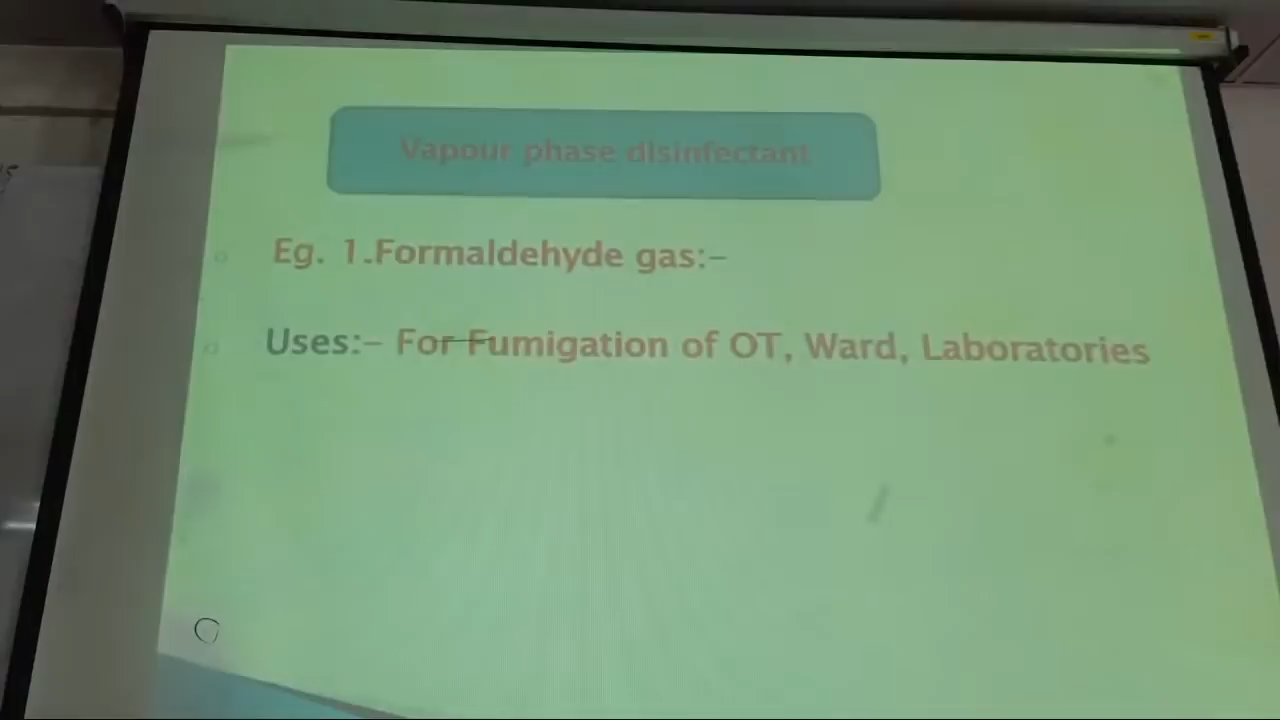 Vapour phase disinfectant
Eg. 1.Formaldehyde gas:-
Uses:- For Fumigation of OT, Ward, Laboratories